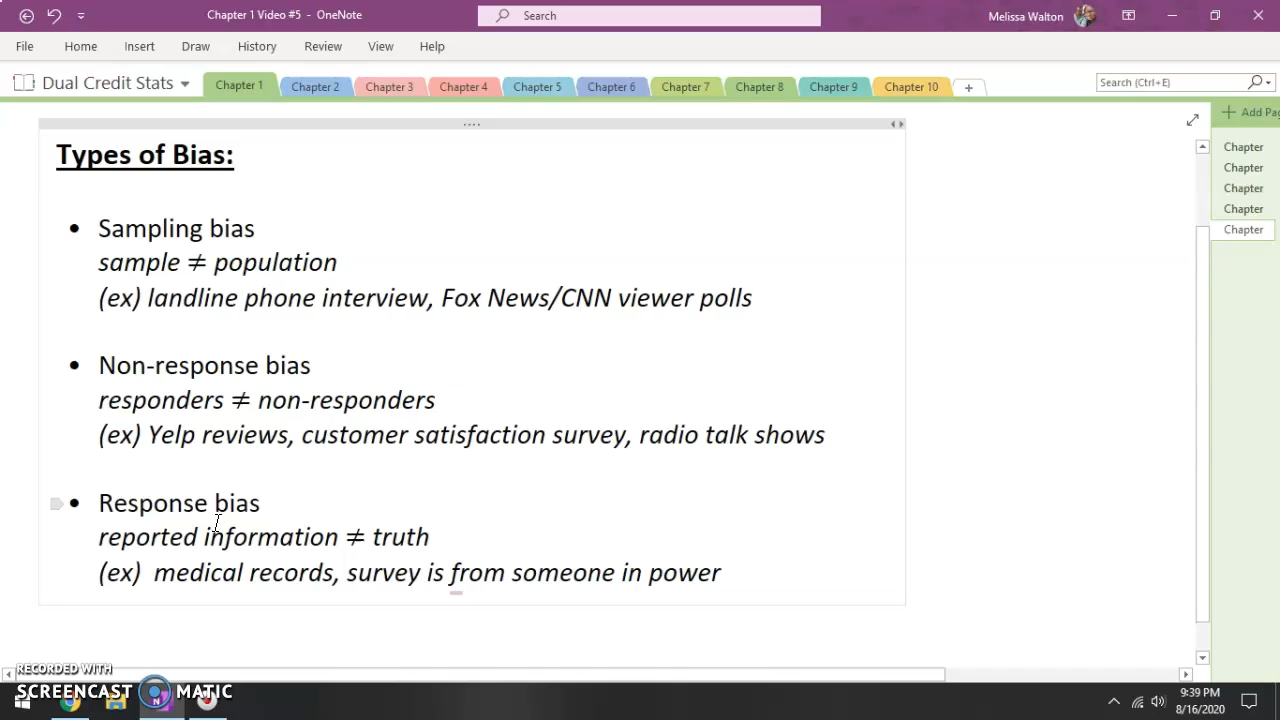 Chapter 1 Video #5 - OneNote
Search
Melissa Walton
File Home Insert Draw History Review View Help
Dual Credit Stats
Chapter 1 Chapter 2 Chapter 3 Chapter 4 Chapter 5 Chapter 6 Chapter 7 Chapter 8 Chapter 9 Chapter 10 +
Search (Ctrl+E)
+ Add Pag
Chapter
Chapter
Chapter
Chapter
Chapter
Types of Bias:
• Sampling bias
sample ≠ population
(ex) landline phone interview, Fox News/CNN viewer polls
• Non-response bias
responders ≠ non-responders
(ex) Yelp reviews, customer satisfaction survey, radio talk shows
• Response bias
reported information ≠ truth
(ex) medical records, survey is from someone in power
RECORDED WITH
SCREENCAST MATIC
N
9:39 PM
8/16/2020